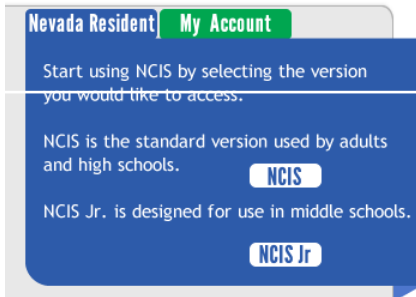 Nevada Resident My Account
Start using NCIS by selecting the version
you would like to access.
NCIS is the standard version used by adults
and high schools.
NCIS
NCIS Jr. is designed for use in middle schools.
NCIS Jr